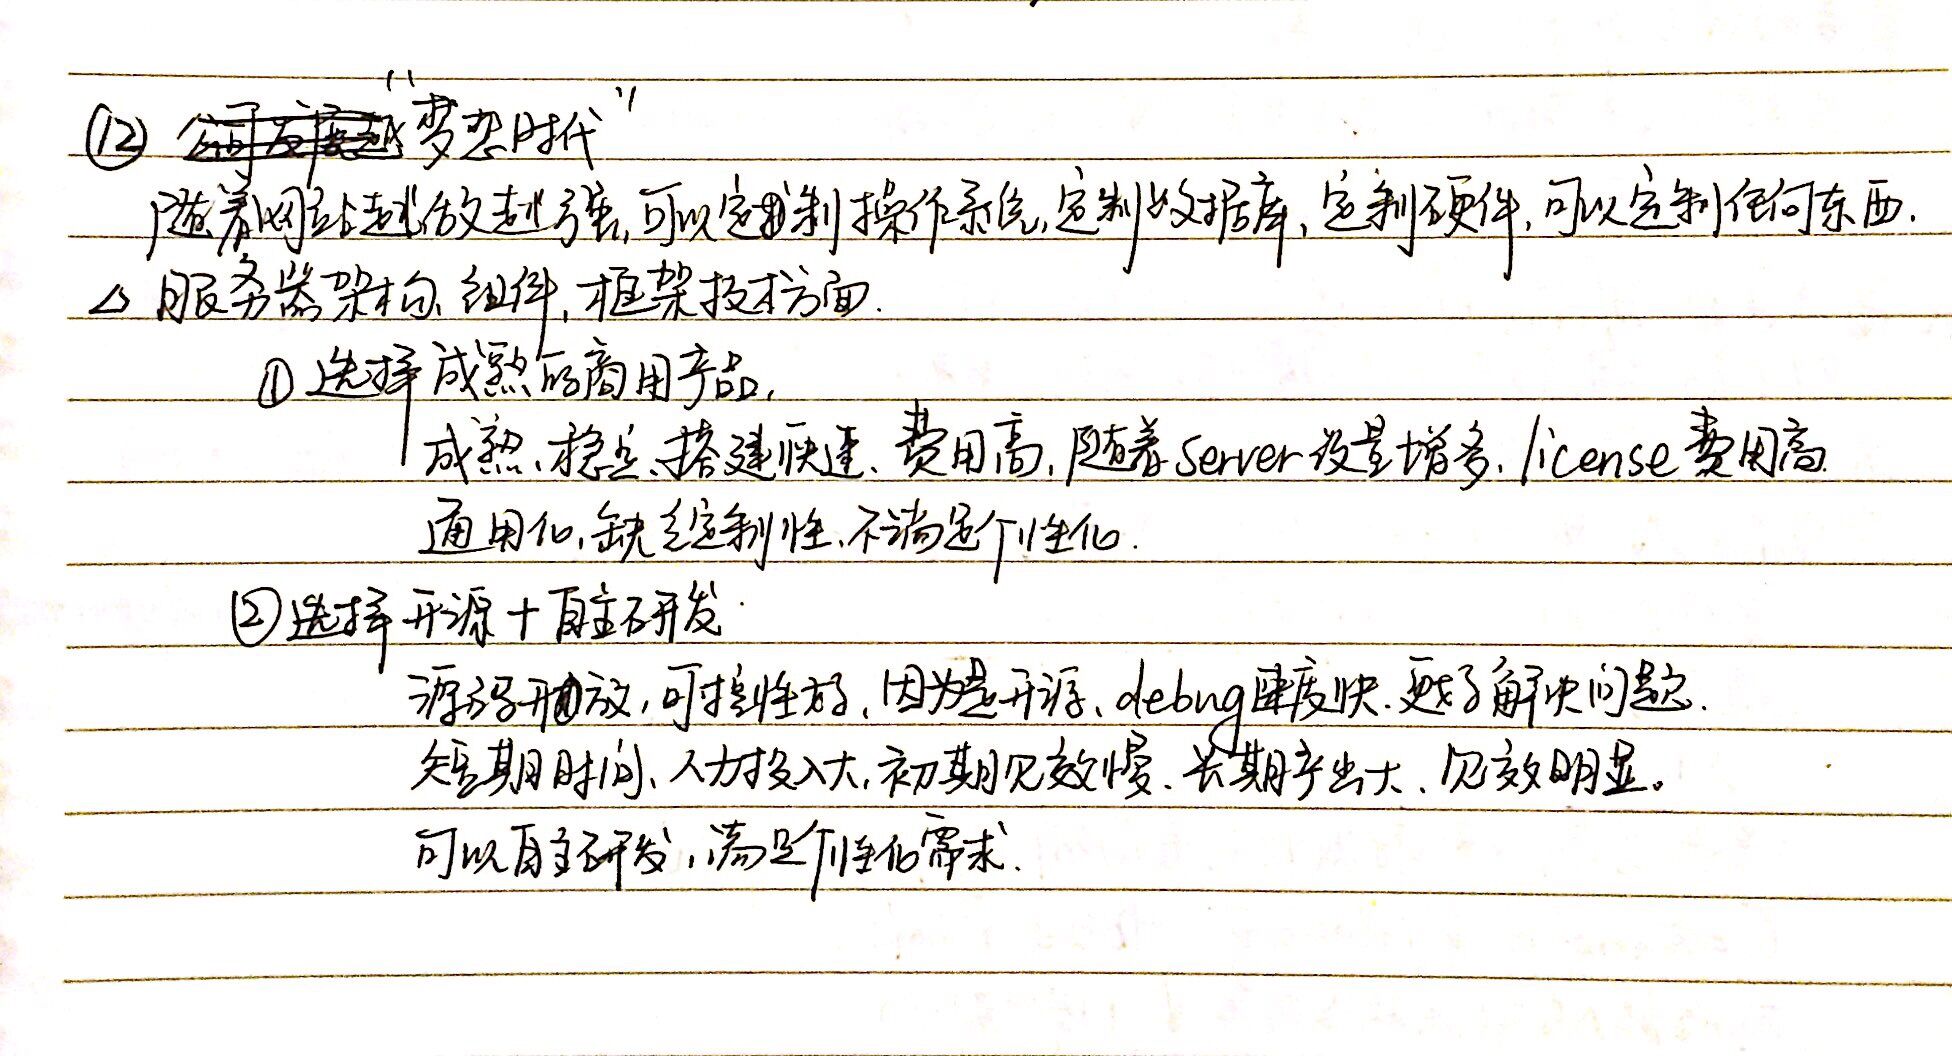 ⑫ "梦想时代"
随着网站越做越强,可以定制操作系统,定制数据库,定制硬件,可以定制任何东西.
△ 服务器架构、组件,框架技术方面.
① 选择成熟的商用产品,
成熟、稳定、搭建快速、费用高,随着server设量增多,license费用高.
通用化,缺乏定制性,不满足个性化.
② 选择开源+自主研发.
源码开放,可控性好,因为是开源、debug速度快.更好了解决问题.
短期时间、人力投入大,初期见效慢、长期产出大、见效明显。
可以自主研发,满足个性化需求.